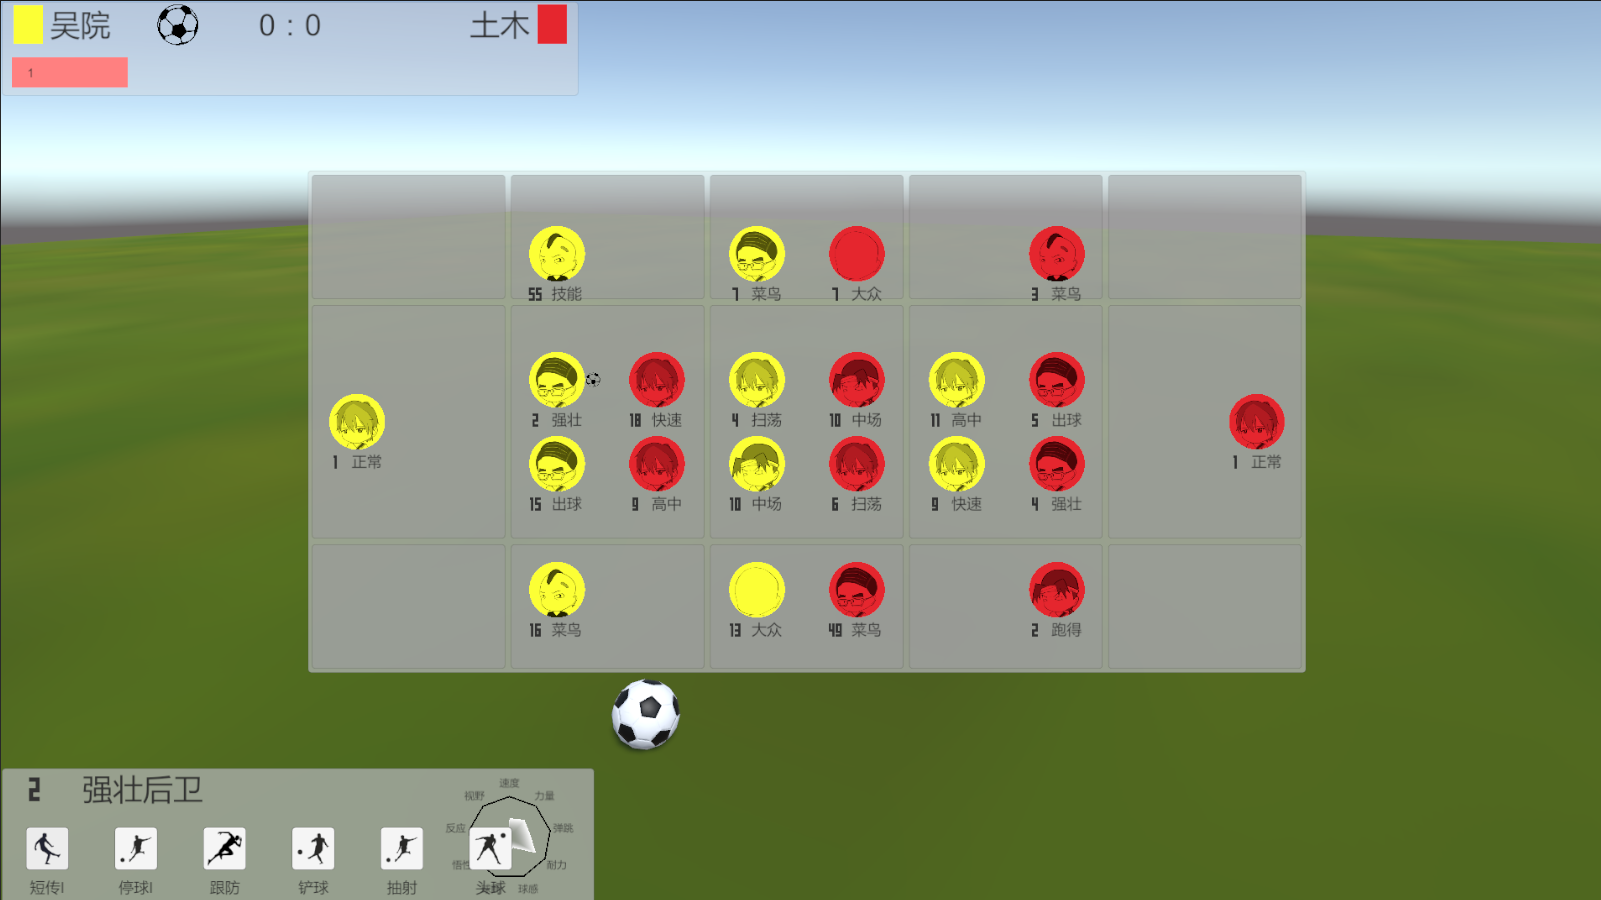 吴院 0 : 0 土木
1
55 技能 7 菜鸟 7 大众 3 菜鸟
2 强壮 18 快速 4 扫荡 10 中场 11 高中 5 出球
1 正常 1 正常
15 出球 9 高中 10 中场 6 扫荡 9 快速 4 强壮
16 菜鸟 13 大众 49 菜鸟 2 跑得
2 强壮后卫
速度
视野 力量
反应 弹跳
悟性 耐力
球感
短传I 停球I 跟防 铲球 抽射 头球